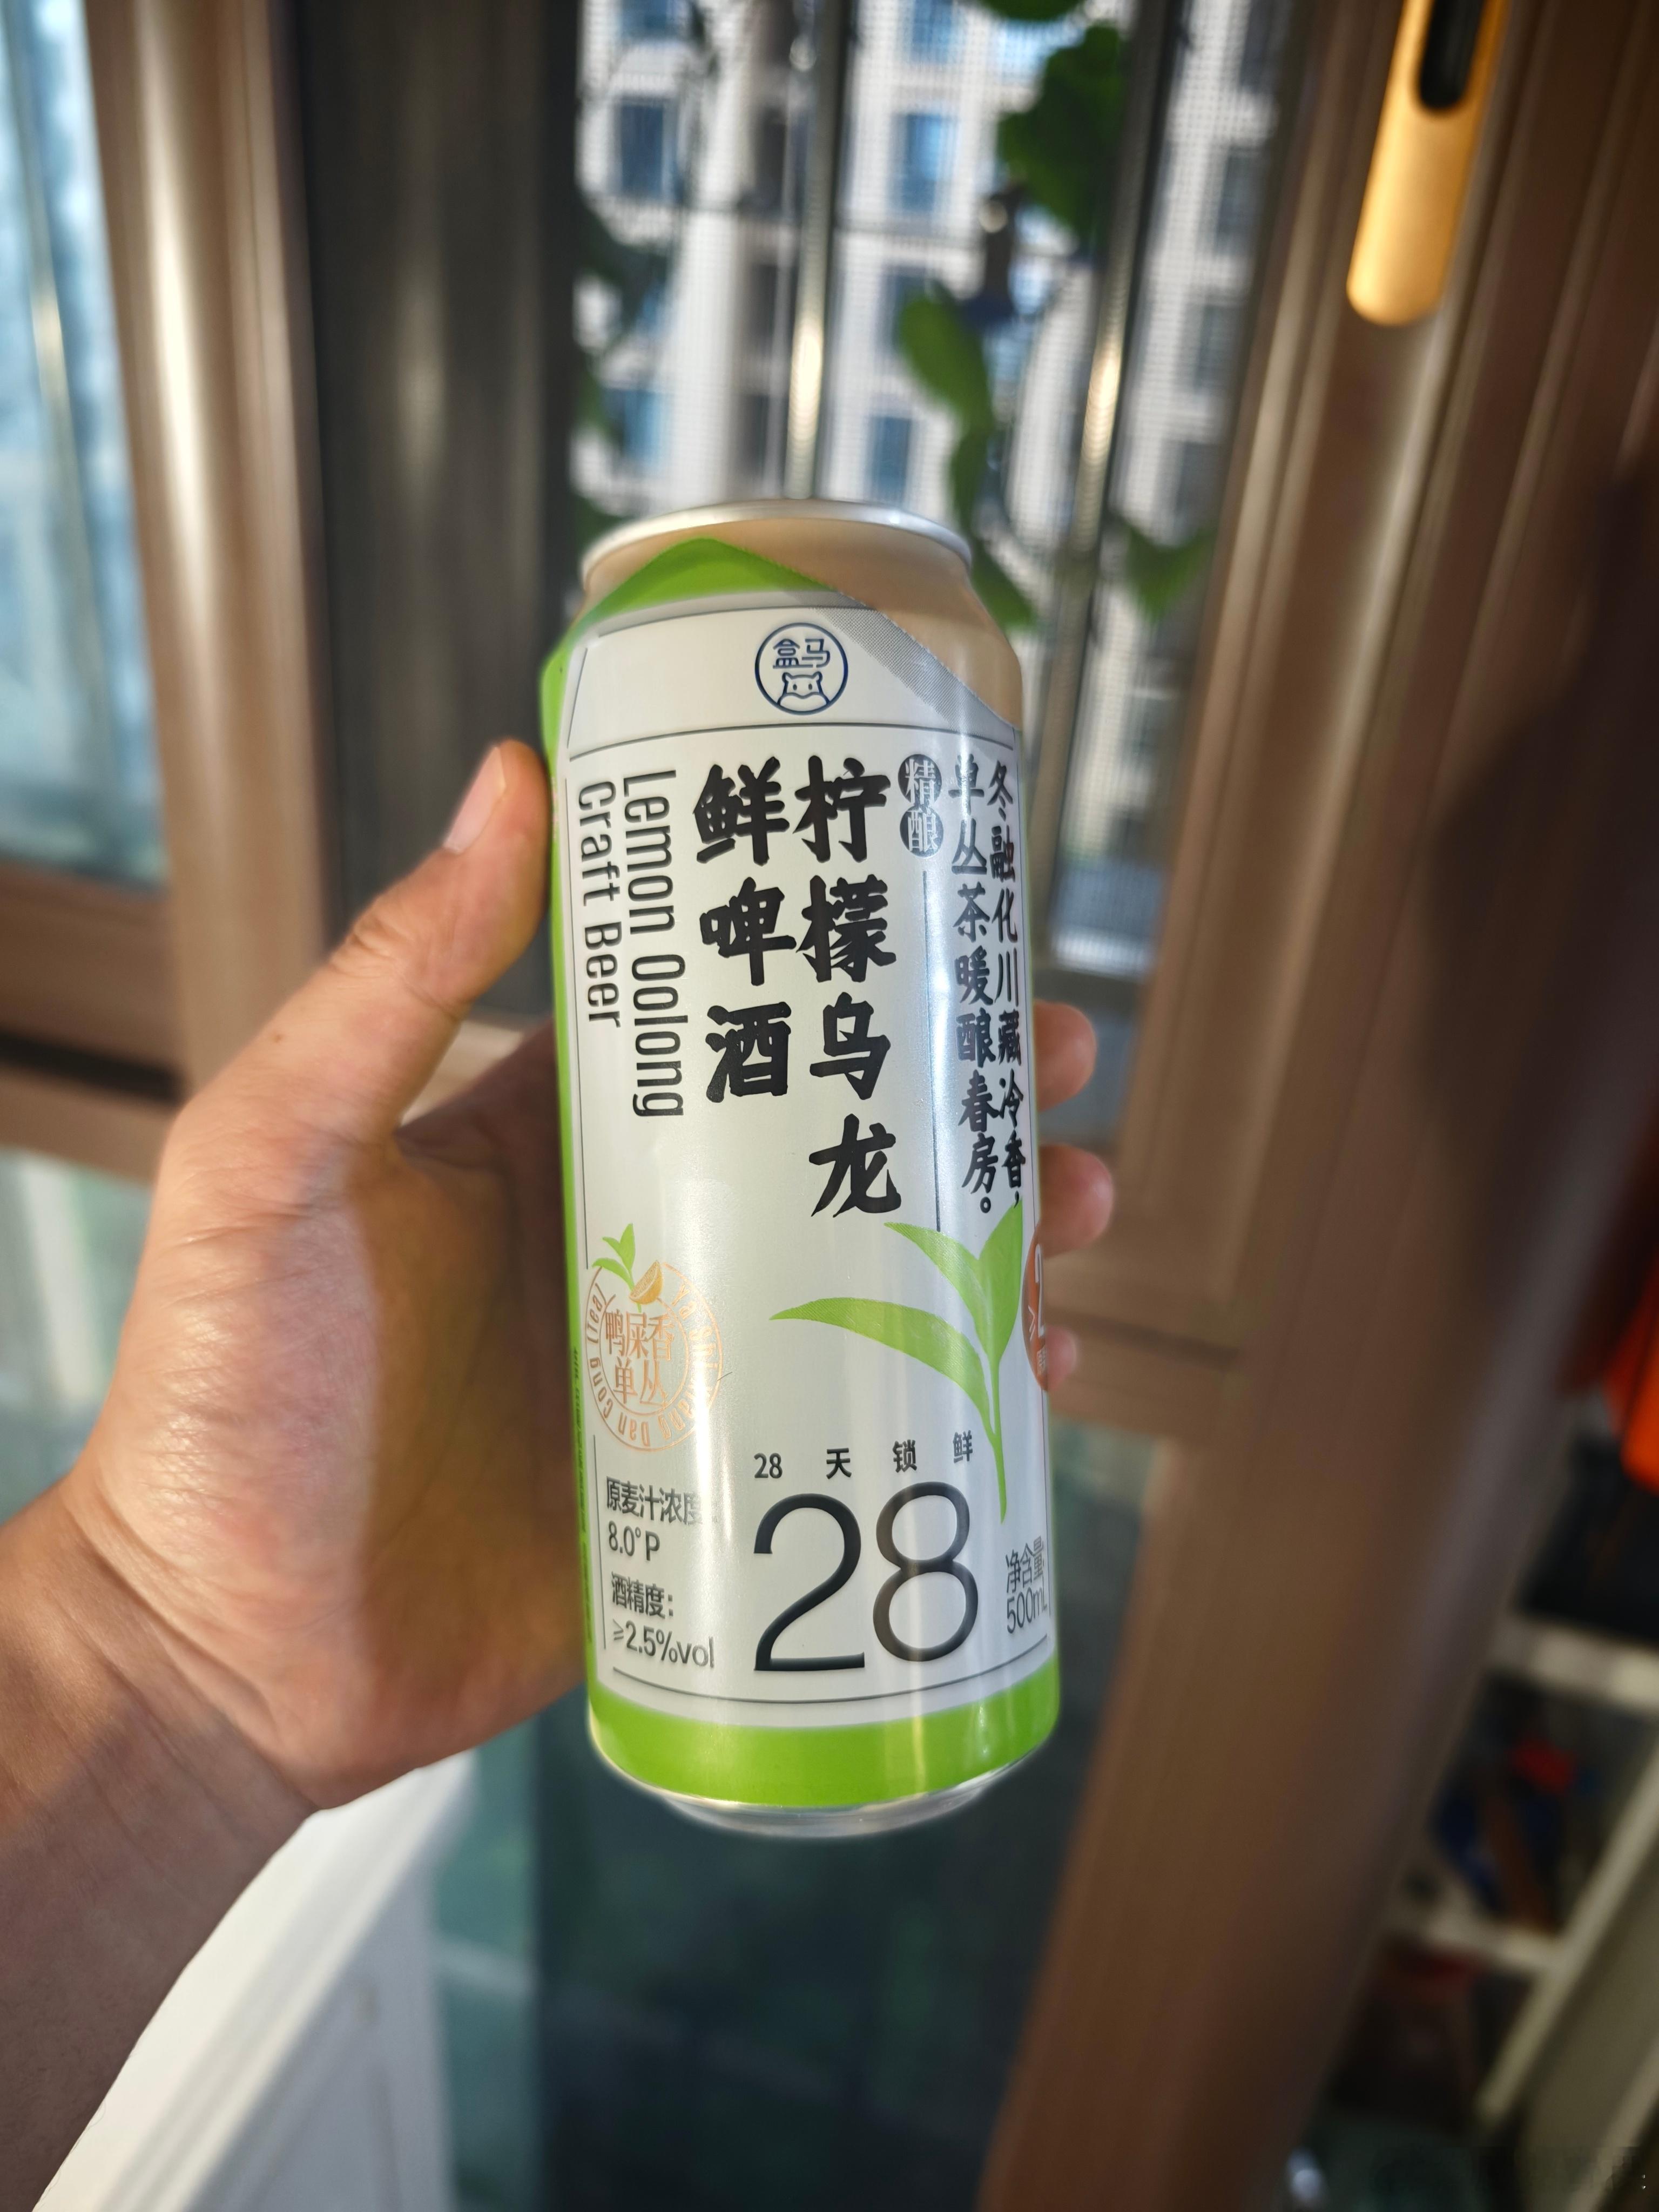 盒马
冬融化川藏冷香，
单丛茶暖酿春房。
精酿
柠檬乌龙
鲜啤酒
Lemon Oolong
Craft Beer
鸭屎香
单丛
28天锁鲜
28
原麦汁浓度:
8.0°P
酒精度:
≥2.5%vol
净含量
500mL